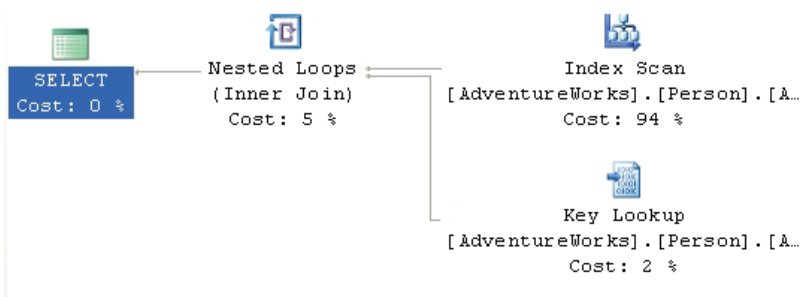 SELECT
Cost: 0 %
Nested Loops
(Inner Join)
Cost: 5 %
Index Scan
[AdventureWorks].[Person].[A…
Cost: 94 %
Key Lookup
[AdventureWorks].[Person].[A…
Cost: 2 %